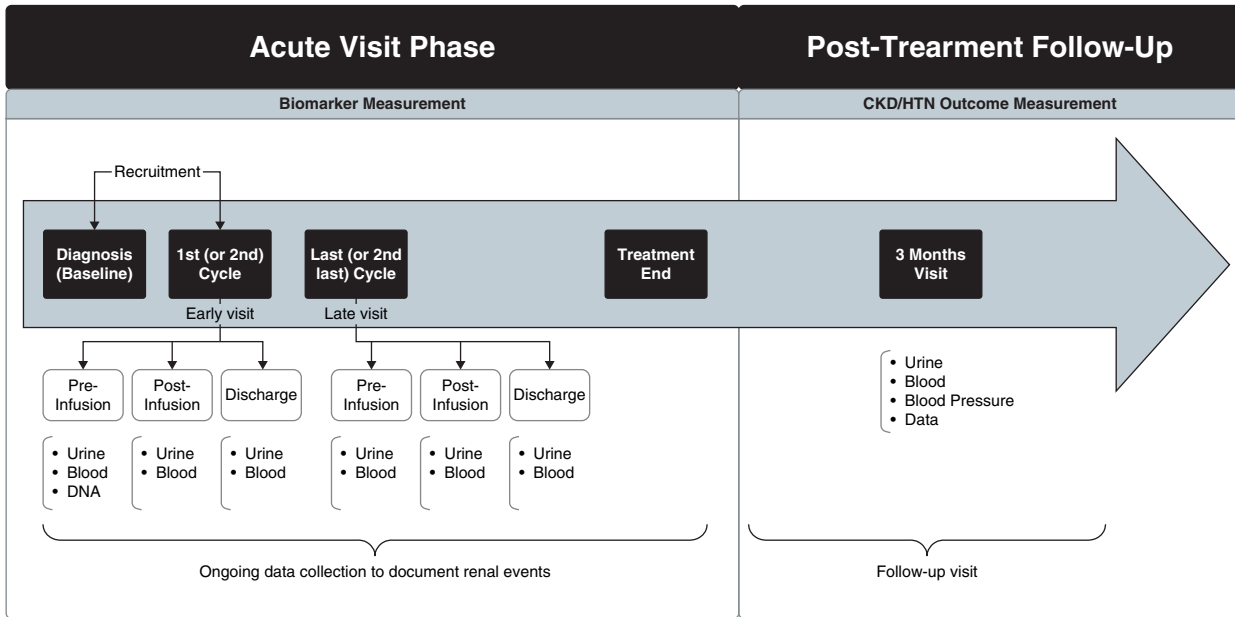 Acute Visit Phase
Post-Trearment Follow-Up
Biomarker Measurement
CKD/HTN Outcome Measurement
Recruitment
Diagnosis
(Baseline)
1st (or 2nd)
Cycle
Last (or 2nd
last) Cycle
Treatment
End
3 Months
Visit
Early visit
Late visit
Pre-
Infusion
Post-
Infusion
Discharge
Pre-
Infusion
Post-
Infusion
Discharge
• Urine
• Blood
• DNA
• Urine
• Blood
• Urine
• Blood
• Urine
• Blood
• Urine
• Blood
• Urine
• Blood
• Urine
• Blood
• Blood Pressure
• Data
Ongoing data collection to document renal events
Follow-up visit